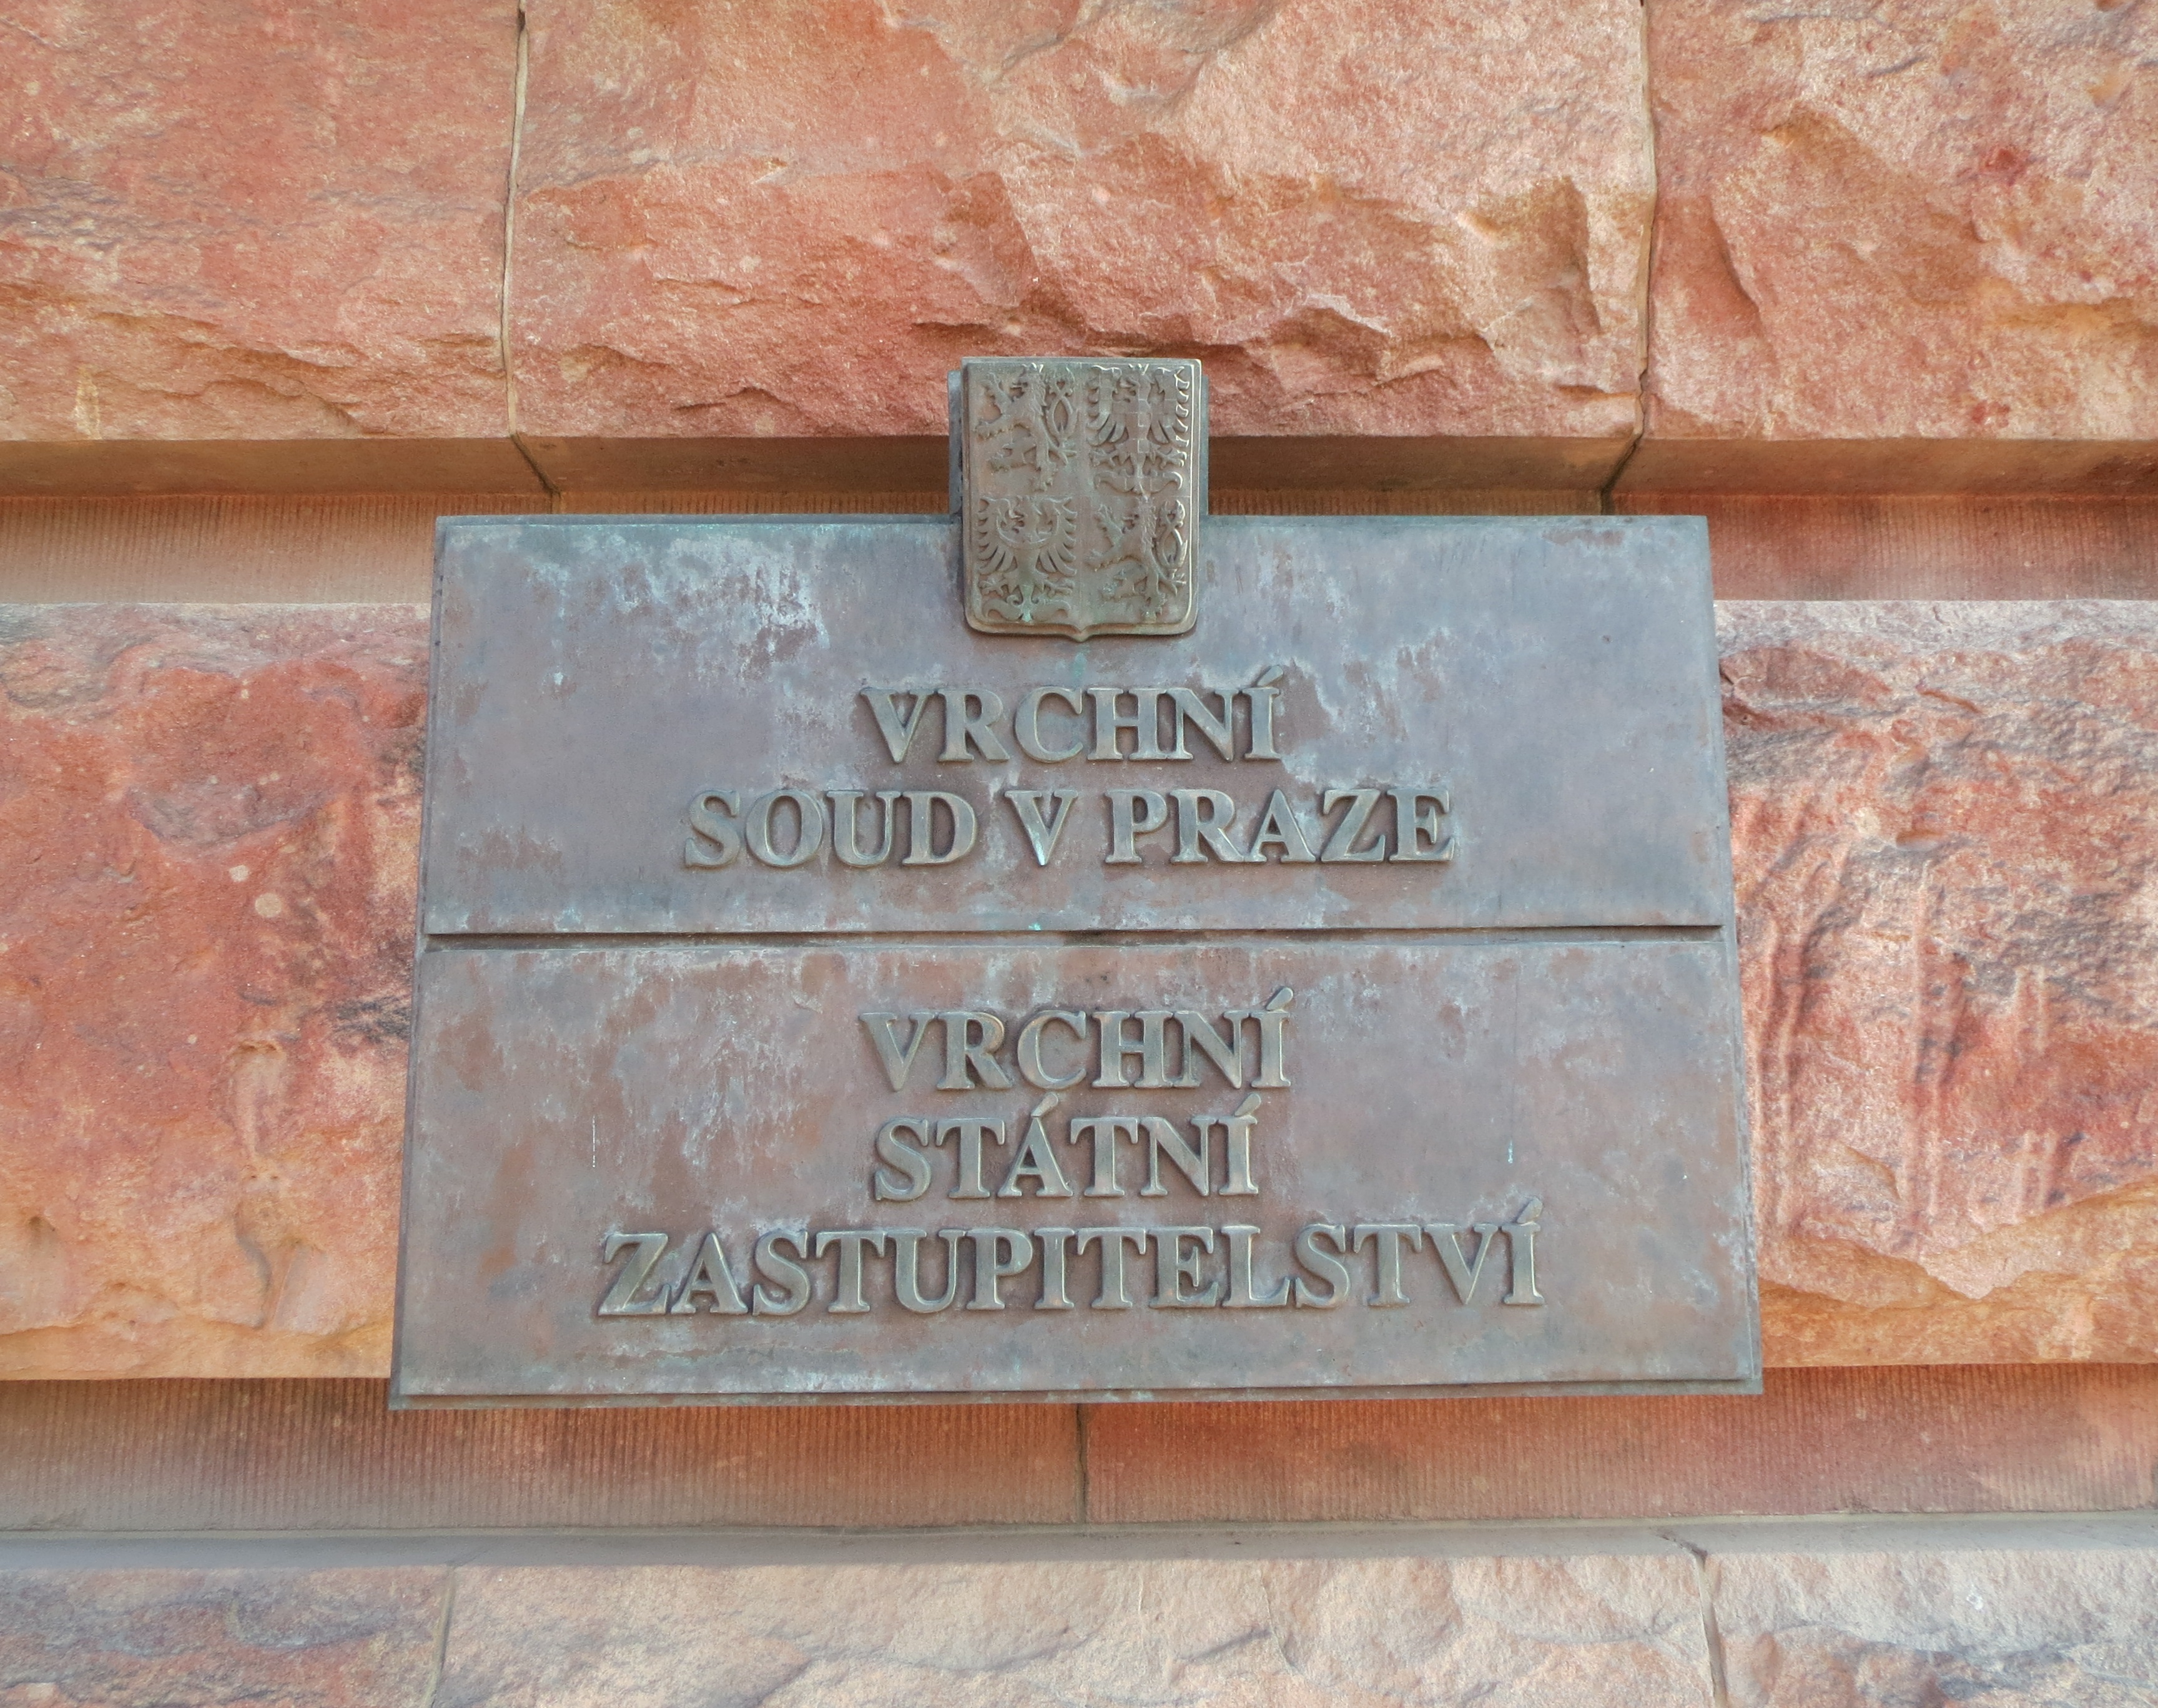 VRCHNÍ
SOUD V PRAZE
VRCHNÍ
STÁTNÍ
ZASTUPITELSTVÍ